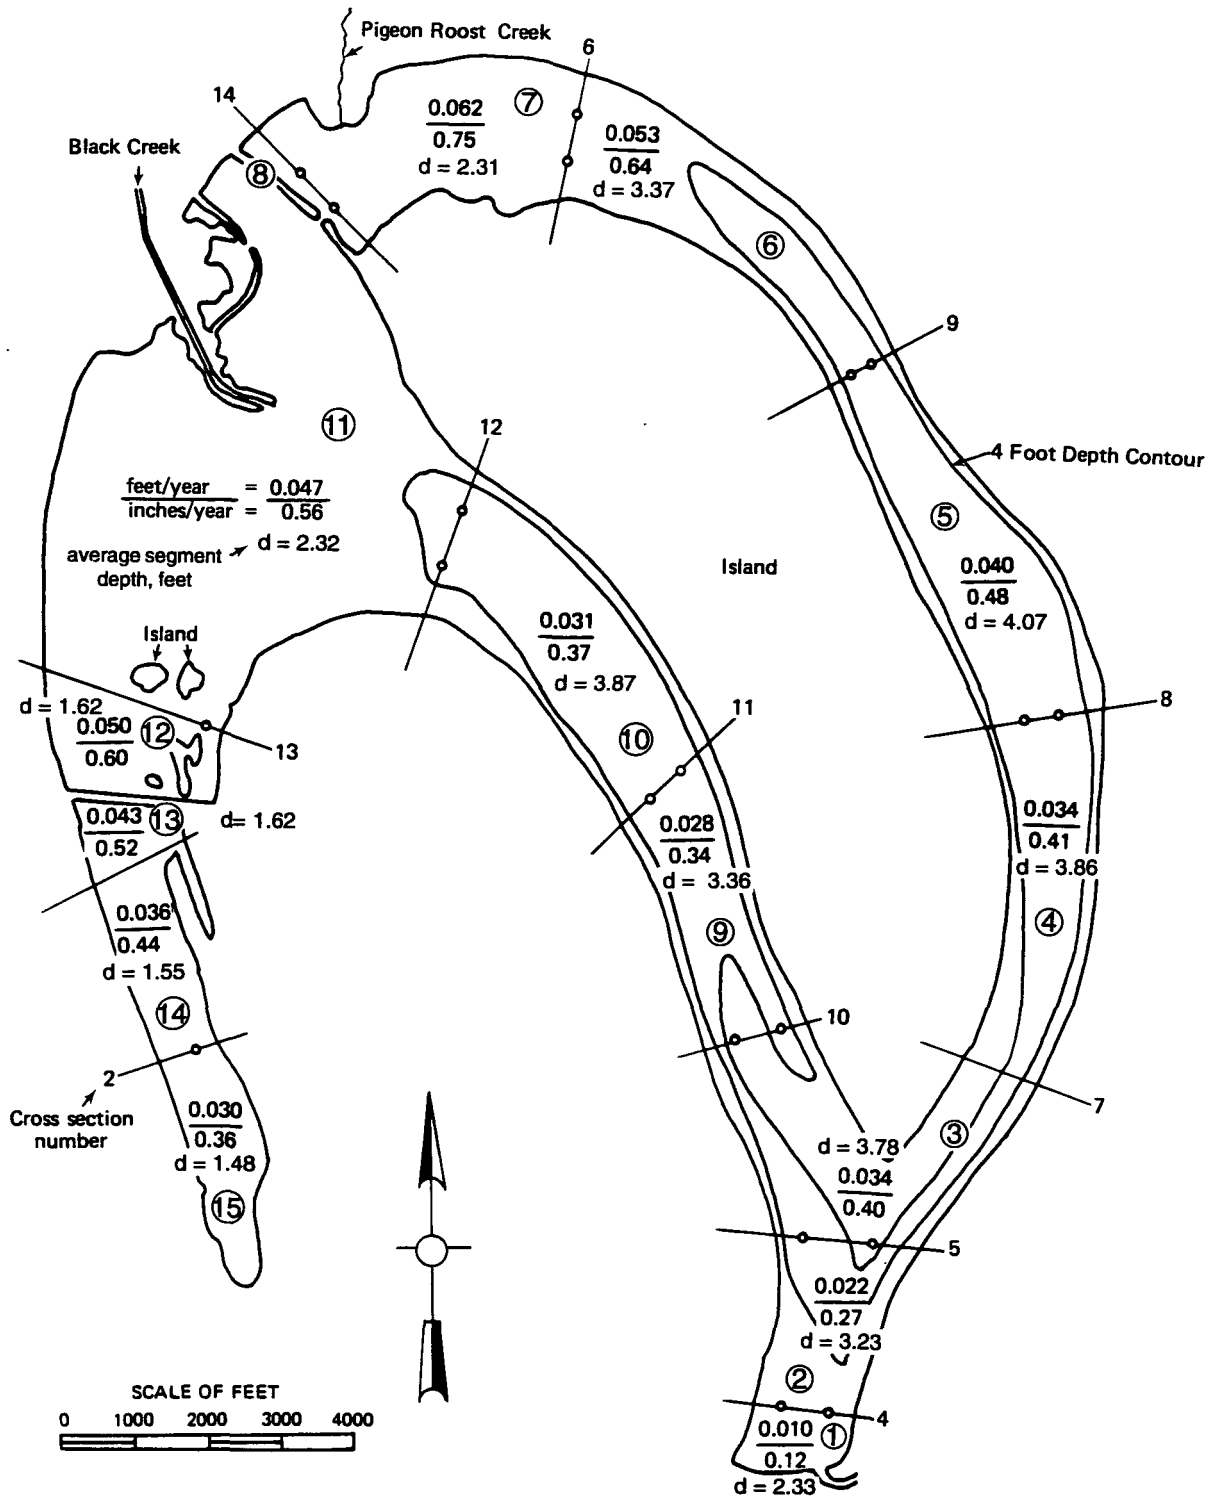 Pigeon Roost Creek
6
14
7
0.062
0.75
d = 2.31
0.053
0.64
d = 3.37
Black Creek
8
6
9
11
12
4 Foot Depth Contour
feet/year = 0.047
inches/year = 0.56
average segment
depth, feet
d = 2.32
5
Island
0.040
0.48
d = 4.07
0.031
0.37
d = 3.87
Island
d = 1.62
0.050
0.60
12
13
10
11
8
0.043
0.52
13
d= 1.62
0.028
0.34
d = 3.36
0.034
0.41
d = 3.86
0.036
0.44
d = 1.55
9
4
14
10
2
Cross section
number
7
0.030
0.36
d = 1.48
15
3
d = 3.78
0.034
0.40
5
0.022
0.27
d = 3.23
2
4
1
0.010
0.12
d = 2.33
SCALE OF FEET
0 1000 2000 3000 4000